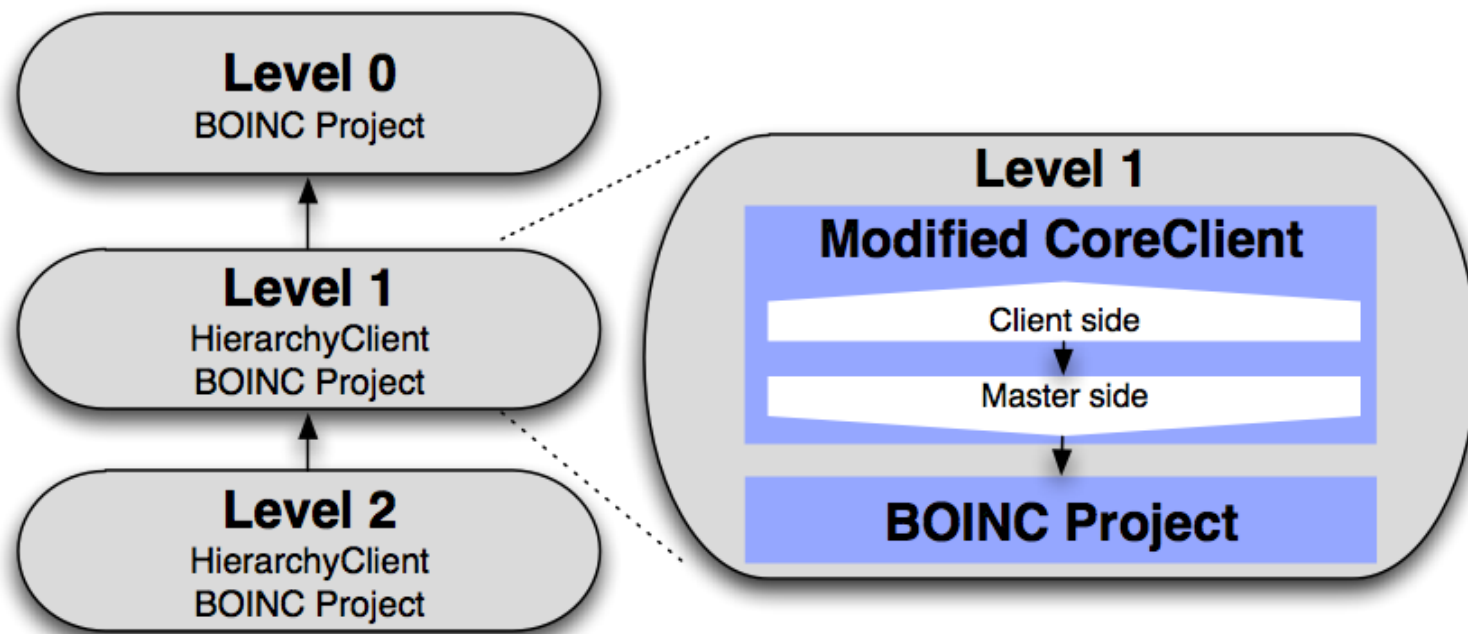 Level 0
BOINC Project
Level 1
HierarchyClient
BOINC Project
Level 2
HierarchyClient
BOINC Project
Level 1
Modified CoreClient
Client side
Master side
BOINC Project